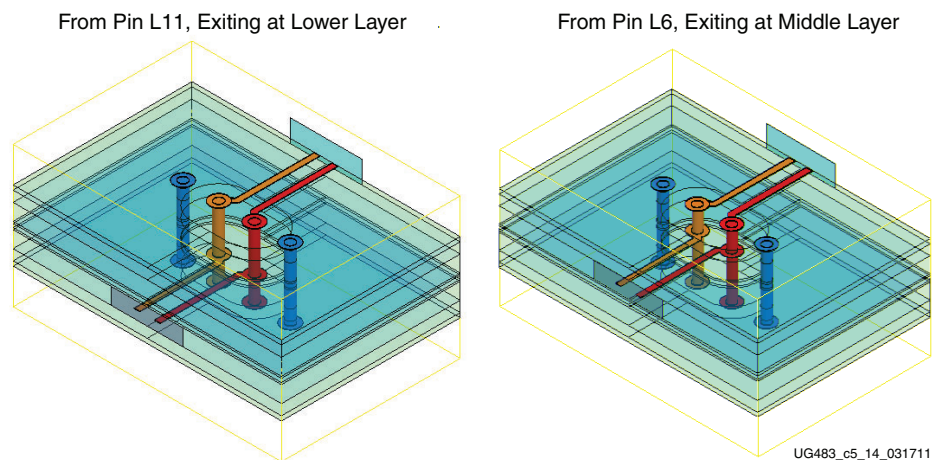 From Pin L11, Exiting at Lower Layer
From Pin L6, Exiting at Middle Layer
UG483_c5_14_031711